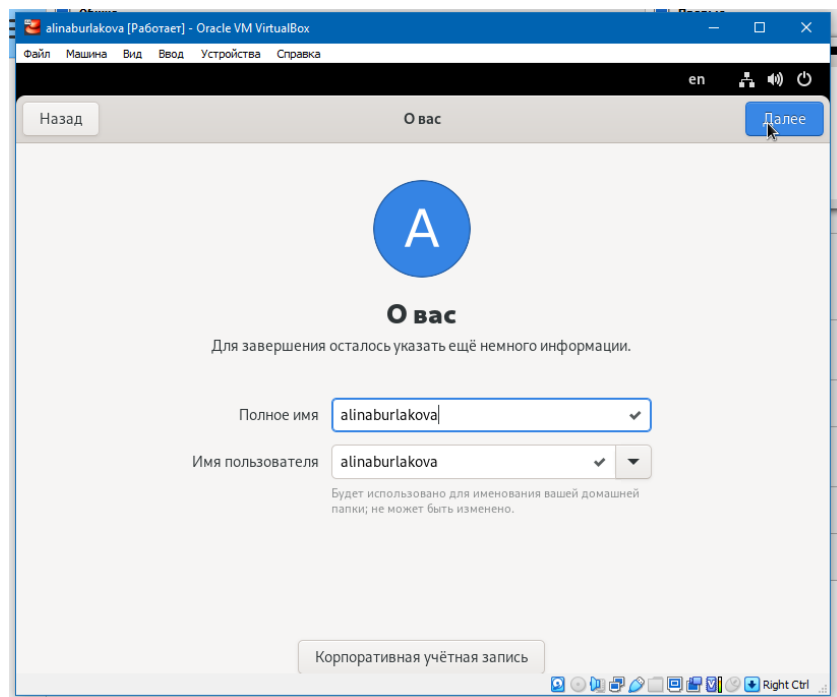 alinaburlakova [Работает] - Oracle VM VirtualBox
Файл Машина Вид Ввод Устройства Справка
en
Назад О вас Далее
А
О вас
Для завершения осталось указать ещё немного информации.
Полное имя alinaburlakova
Имя пользователя alinaburlakova
Будет использовано для именования вашей домашней
папки; не может быть изменено.
Корпоративная учётная запись
Right Ctrl